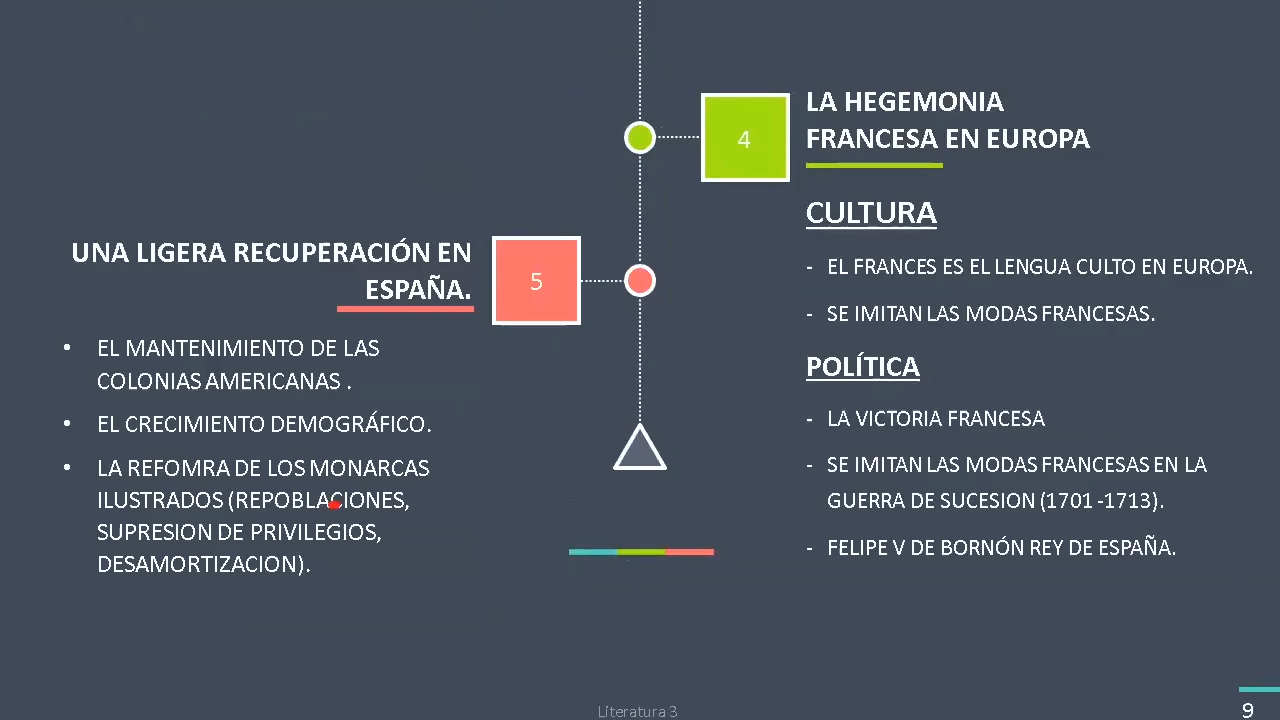 4
LA HEGEMONIA
FRANCESA EN EUROPA
CULTURA
- EL FRANCES ES EL LENGUA CULTO EN EUROPA.
- SE IMITAN LAS MODAS FRANCESAS.
POLÍTICA
- LA VICTORIA FRANCESA
- SE IMITAN LAS MODAS FRANCESAS EN LA
GUERRA DE SUCESION (1701 -1713).
- FELIPE V DE BORNÓN REY DE ESPAÑA.
UNA LIGERA RECUPERACIÓN EN
ESPAÑA.
5
• EL MANTENIMIENTO DE LAS
COLONIAS AMERICANAS .
• EL CRECIMIENTO DEMOGRÁFICO.
• LA REFOMRA DE LOS MONARCAS
ILUSTRADOS (REPOBLACIONES,
SUPRESION DE PRIVILEGIOS,
DESAMORTIZACION).
Literatura 3
9